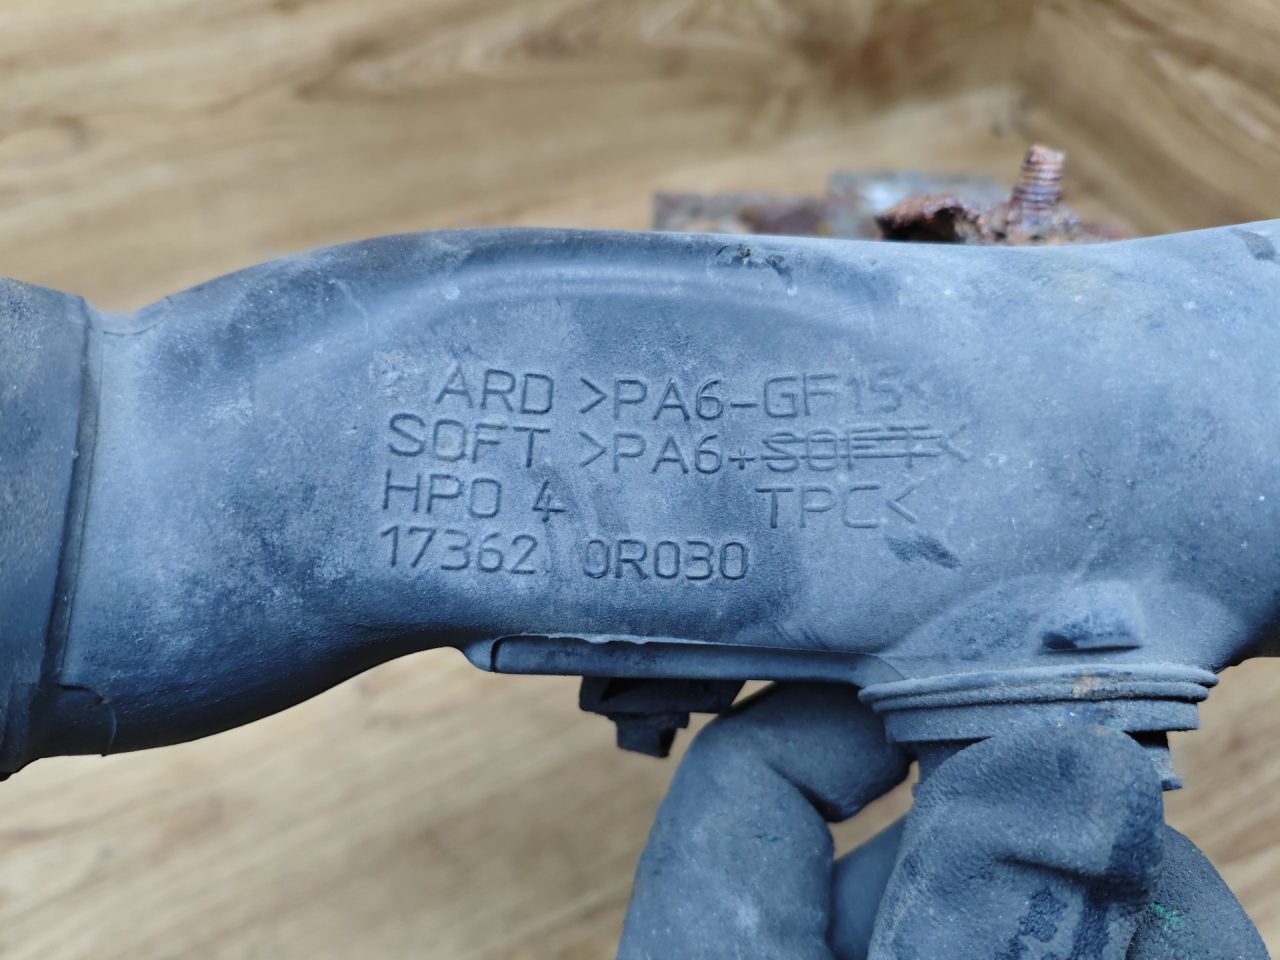 ARD >PA6-GF15<
SOFT >PA6+SOFT<
HPO 4 TPC<
17362 0R030